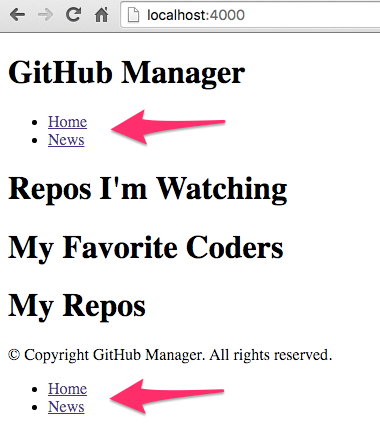 localhost:4000
GitHub Manager
Home
News
Repos I'm Watching
My Favorite Coders
My Repos
© Copyright GitHub Manager. All rights reserved.
Home
News